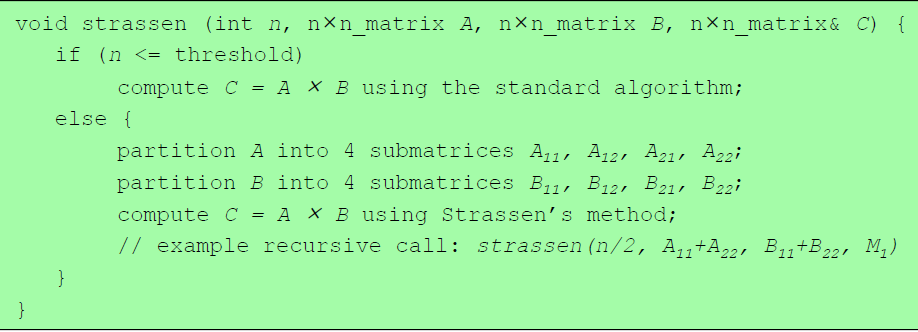 void strassen (int n, n×n_matrix A, n×n_matrix B, n×n_matrix& C) {
if (n <= threshold)
compute C = A × B using the standard algorithm;
else {
partition A into 4 submatrices A₁₁, A₁₂, A₂₁, A₂₂;
partition B into 4 submatrices B₁₁, B₁₂, B₂₁, B₂₂;
compute C = A × B using Strassen’s method;
// example recursive call: strassen(n/2, A₁₁+A₂₂, B₁₁+B₂₂, M₁)
}
}